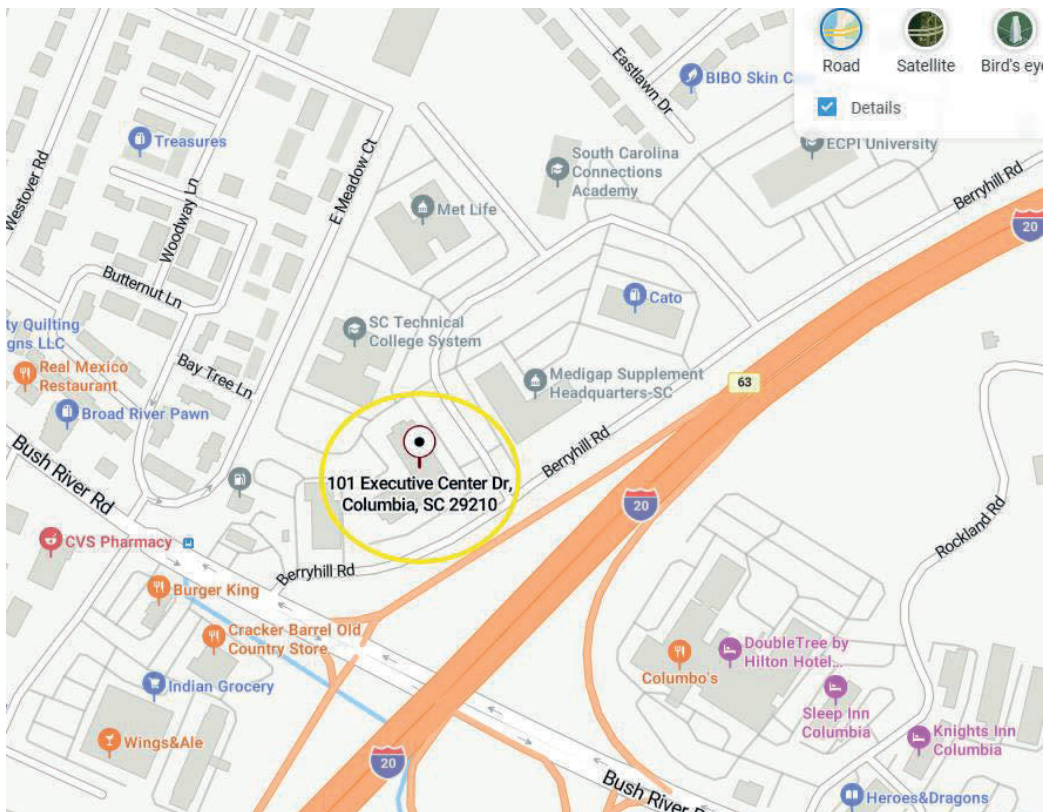 Road
Satellite
Bird's eye
Details
Eastlawn Dr
BIBO Skin C
ECPI University
Treasures
Westover Rd
Woodway Ln
E Meadow Ct
South Carolina
Connections
Academy
Berryhill Rd
Met Life
20
Butternut Ln
Cato
ty Quilting
gns LLC
SC Technical
College System
Real Mexico
Restaurant
Bay Tree Ln
Medigap Supplement
Headquarters-SC
63
Broad River Pawn
Bush River Rd
Berryhill Rd
101 Executive Center Dr,
Columbia, SC 29210
20
Rockland Rd
CVS Pharmacy
Berryhill Rd
Burger King
Cracker Barrel Old
Country Store
DoubleTree by
Hilton Hotel...
Columbo's
Indian Grocery
Sleep Inn
Columbia
Wings&Ale
Knights Inn
Columbia
20
Bush River Rd
Heroes&Dragons